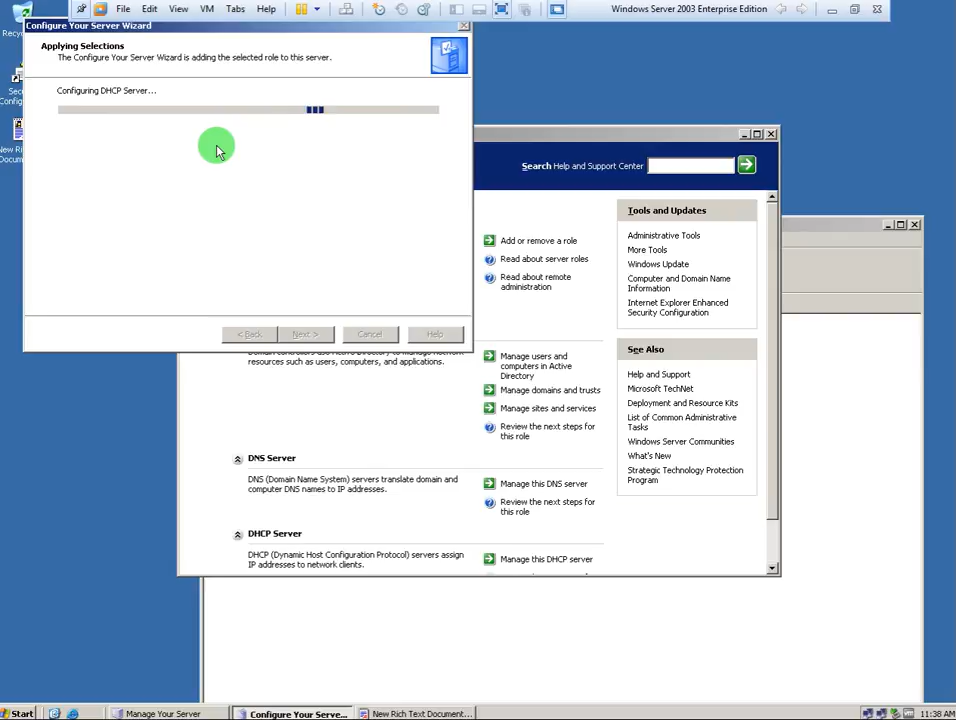 File Edit View VM Tabs Help
Windows Server 2003 Enterprise Edition
Configure Your Server Wizard
Applying Selections
The Configure Your Server Wizard is adding the selected role to this server.
Configuring DHCP Server...
< Back Next > Cancel Help
Search Help and Support Center
Add or remove a role
Read about server roles
Read about remote
administration
Tools and Updates
Administrative Tools
More Tools
Windows Update
Computer and Domain Name
Information
Internet Explorer Enhanced
Security Configuration
See Also
Help and Support
Microsoft TechNet
Deployment and Resource Kits
List of Common Administrative
Tasks
Windows Server Communities
What's New
Strategic Technology Protection
Program
resources such as users, computers, and applications.
Manage users and
computers in Active
Directory
Manage domains and trusts
Manage sites and services
Review the next steps for
this role
DNS Server
DNS (Domain Name System) servers translate domain and
computer DNS names to IP addresses.
Manage this DNS server
Review the next steps for
this role
DHCP Server
DHCP (Dynamic Host Configuration Protocol) servers assign
IP addresses to network clients.
Manage this DHCP server
Recy
Sec
Config
New Ric
Docum
Start
Manage Your Server
Configure Your Serve...
New Rich Text Document...
11:38 AM